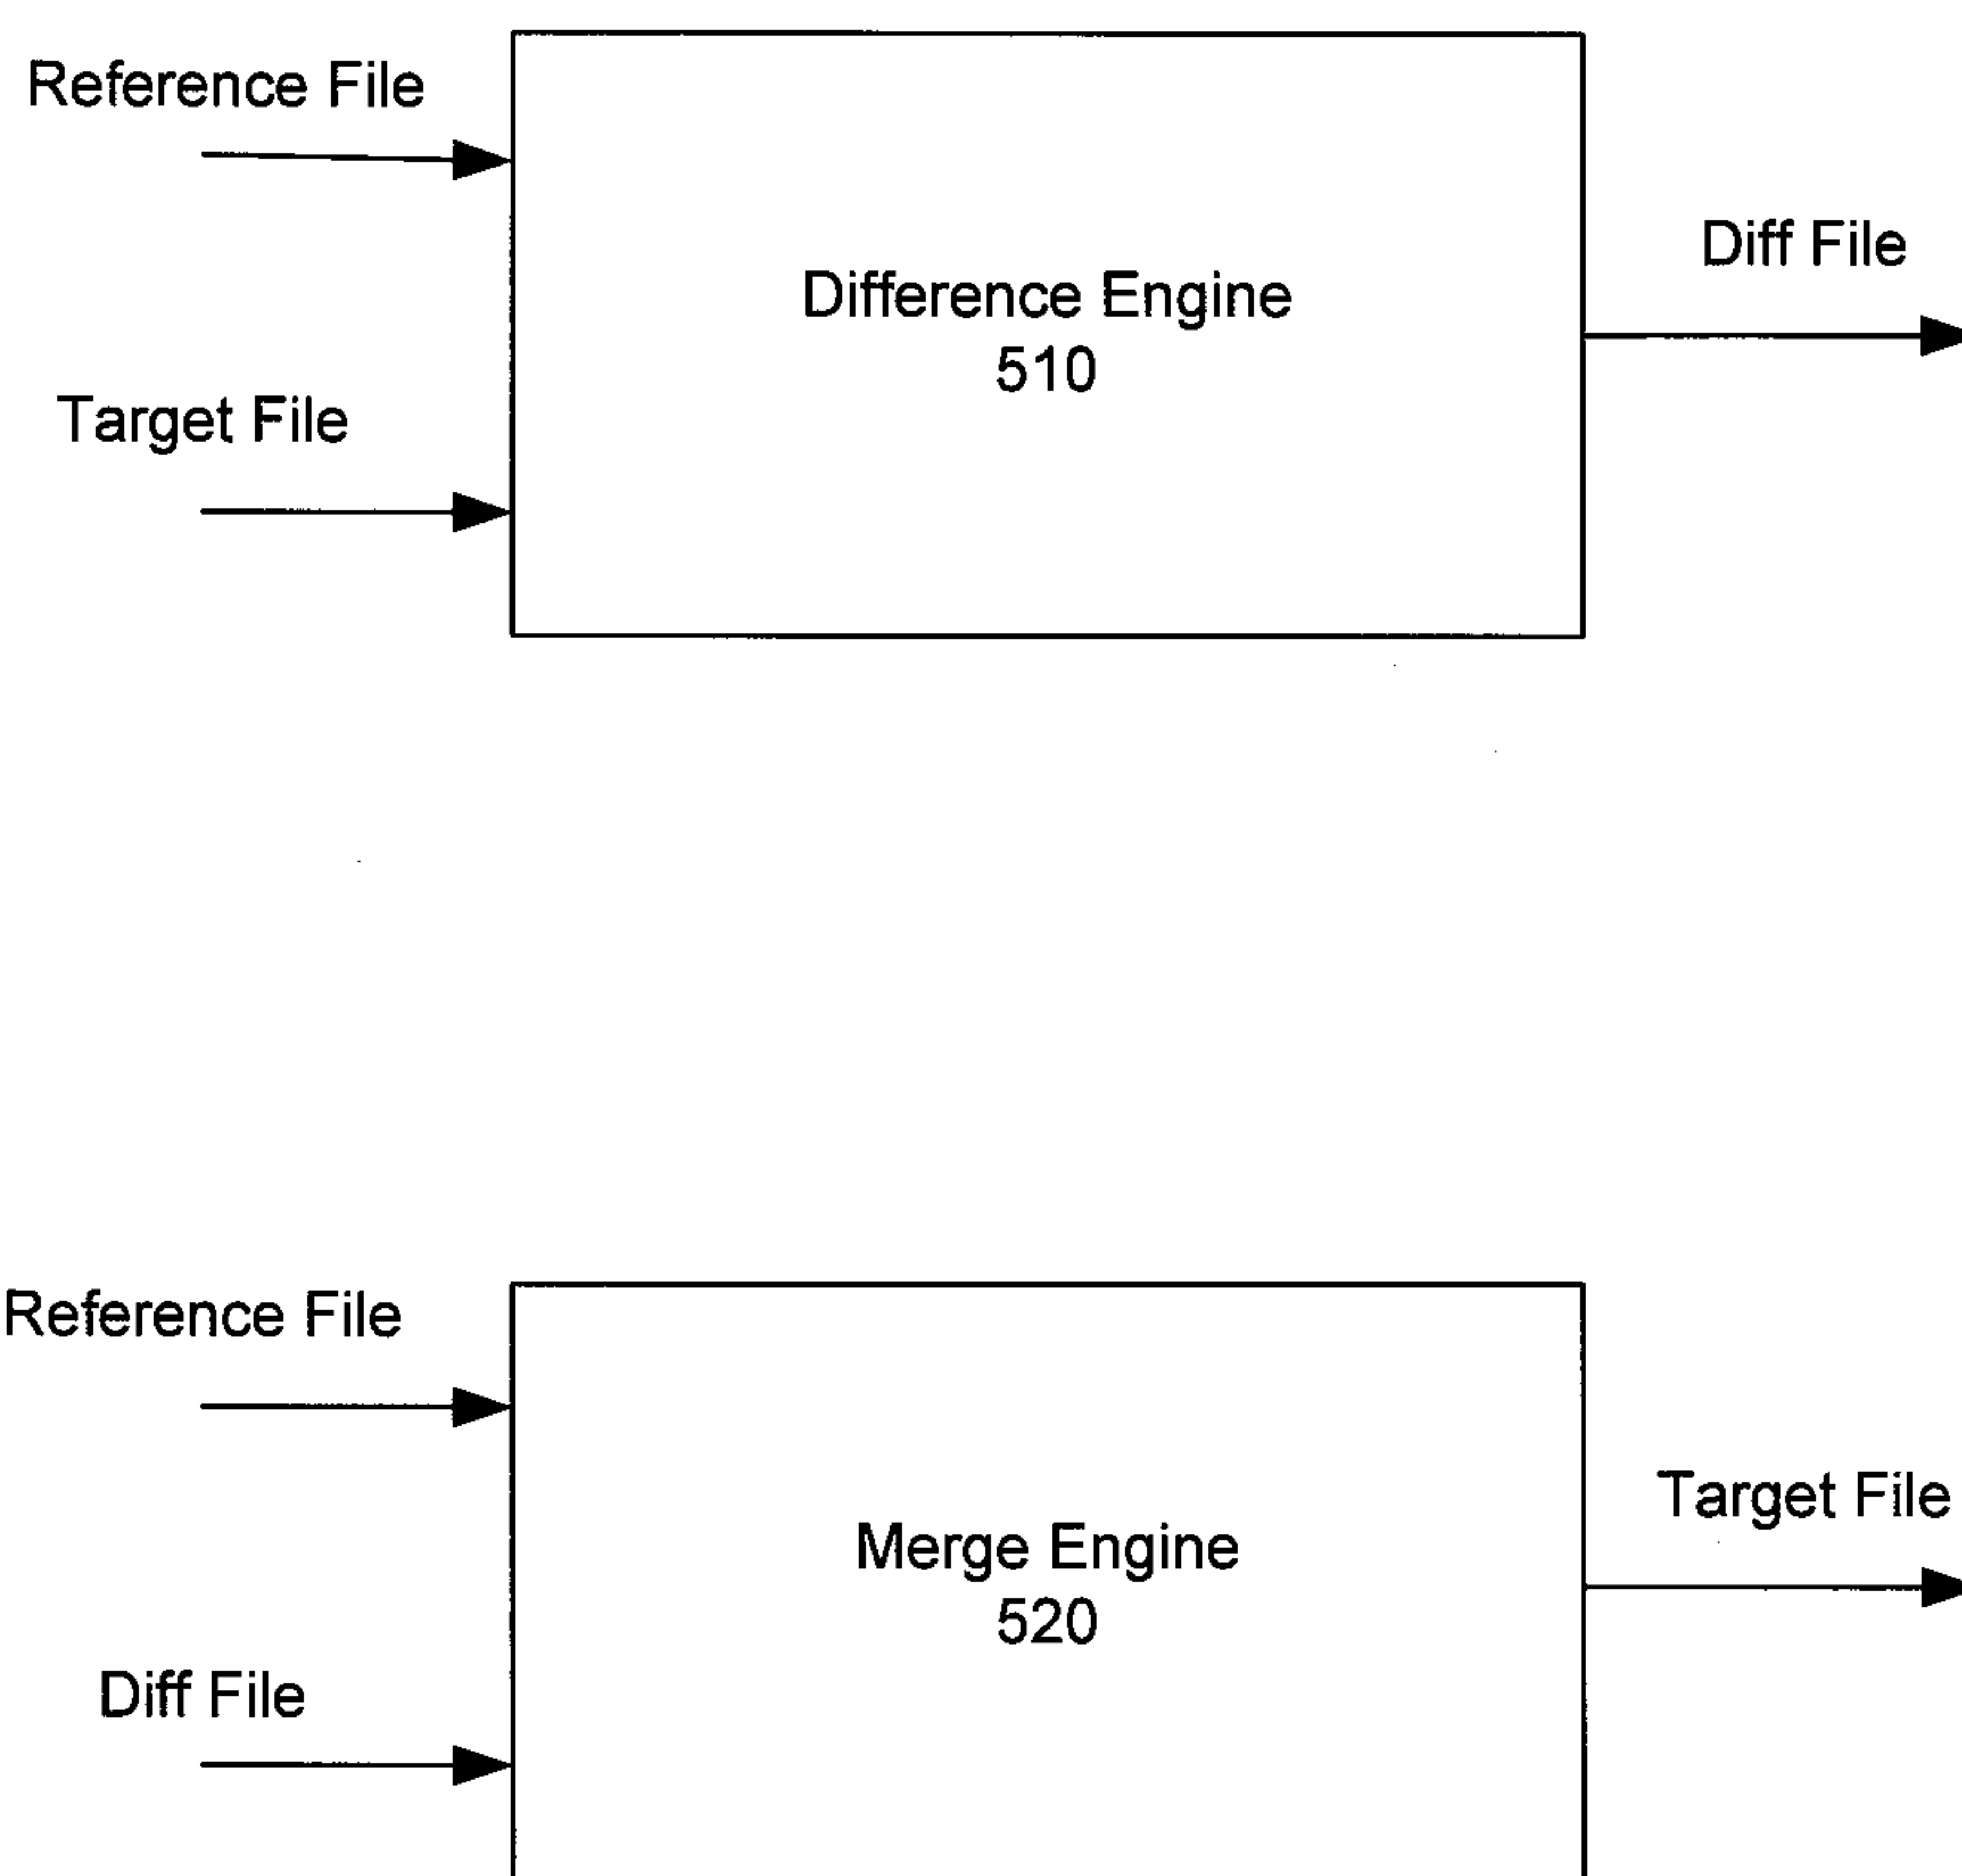 Reference File
Difference Engine
510
Target File
Diff File
Reference File
Merge Engine
520
Diff File
Target File